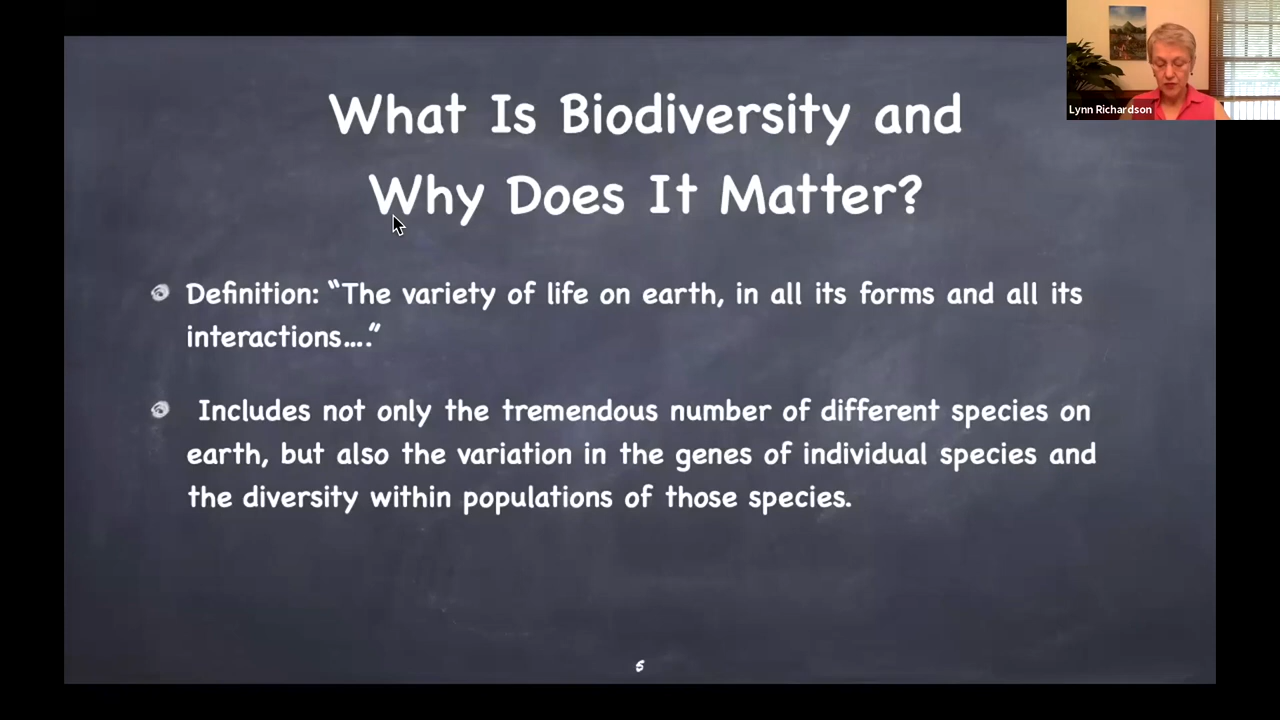 What Is Biodiversity and
Why Does It Matter?
Definition: “The variety of life on earth, in all its forms and all its
interactions….”
Includes not only the tremendous number of different species on
earth, but also the variation in the genes of individual species and
the diversity within populations of those species.
5
Lynn Richardson